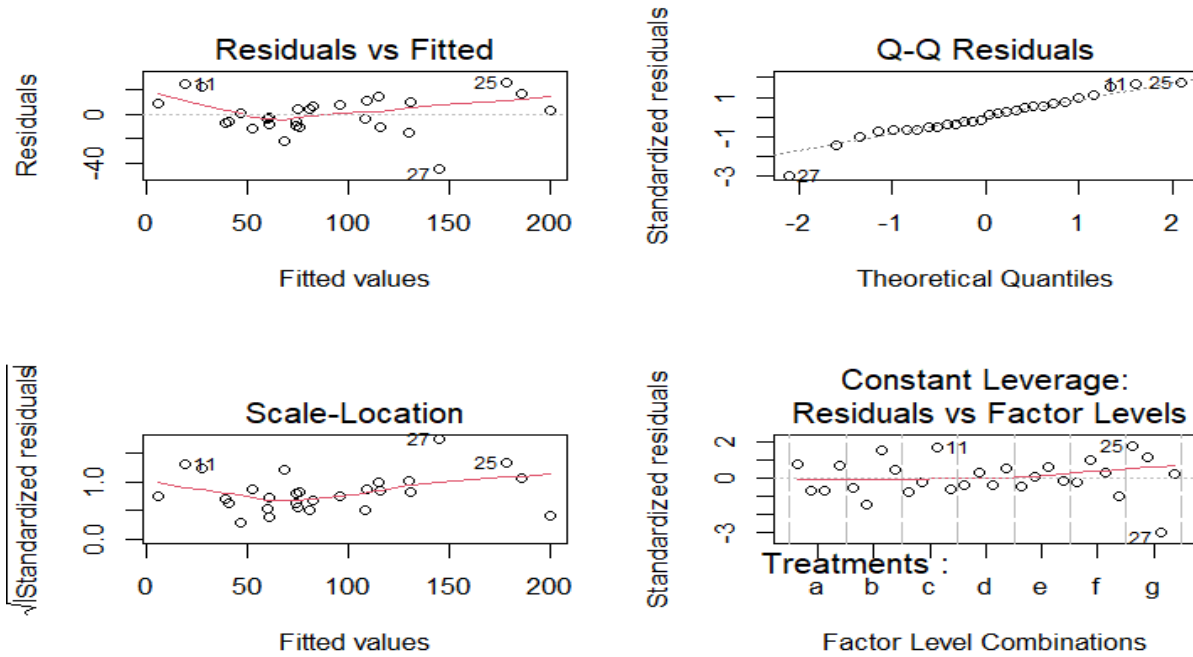 Residuals vs Fitted
Residuals
0
-40
11
25
27
0 50 100 150 200
Fitted values
Q-Q Residuals
Standardized residuals
1
-1
-3
11
25
27
-2 -1 0 1 2
Theoretical Quantiles
Scale-Location
√|Standardized residuals|
1.0
0.0
11
27
25
0 50 100 150 200
Fitted values
Constant Leverage:
Residuals vs Factor Levels
Standardized residuals
2
0
-3
11
25
27
Treatments :
a b c d e f g
Factor Level Combinations